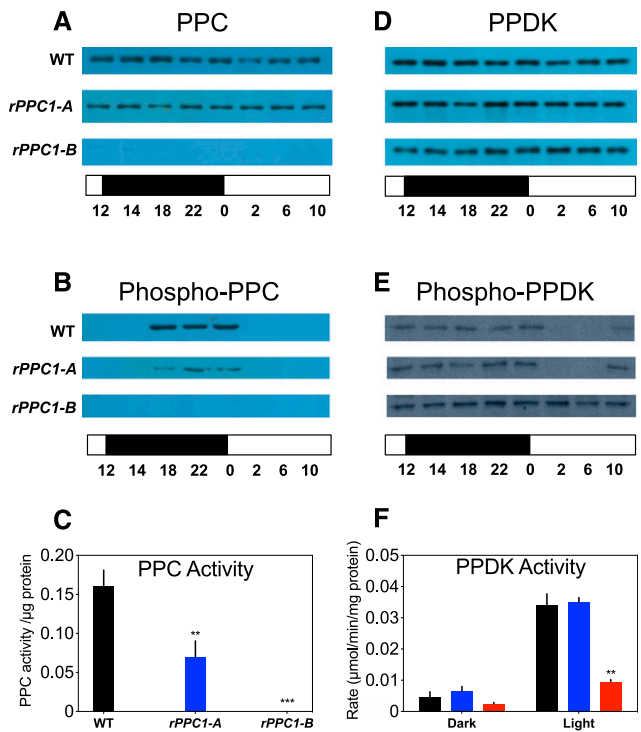 A PPC
WT
rPPC1-A
rPPC1-B
12 14 18 22 0 2 6 10
D PPDK
12 14 18 22 0 2 6 10
B Phospho-PPC
WT
rPPC1-A
rPPC1-B
12 14 18 22 0 2 6 10
E Phospho-PPDK
12 14 18 22 0 2 6 10
C
PPC Activity
PPC activity /µg protein
0.20
0.15
0.10
0.05
0
**
***
WT rPPC1-A rPPC1-B
F
PPDK Activity
Rate (µmol/min/mg protein)
0.05
0.04
0.03
0.02
0.01
0
**
Dark Light